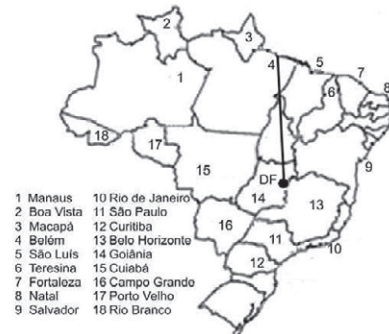 2
3
1
4
5
7
8
6
18
17
9
15
DF
14
13
16
11
10
12
1 Manaus 10 Rio de Janeiro
2 Boa Vista 11 São Paulo
3 Macapá 12 Curitiba
4 Belém 13 Belo Horizonte
5 São Luís 14 Goiânia
6 Teresina 15 Cuiabá
7 Fortaleza 16 Campo Grande
8 Natal 17 Porto Velho
9 Salvador 18 Rio Branco